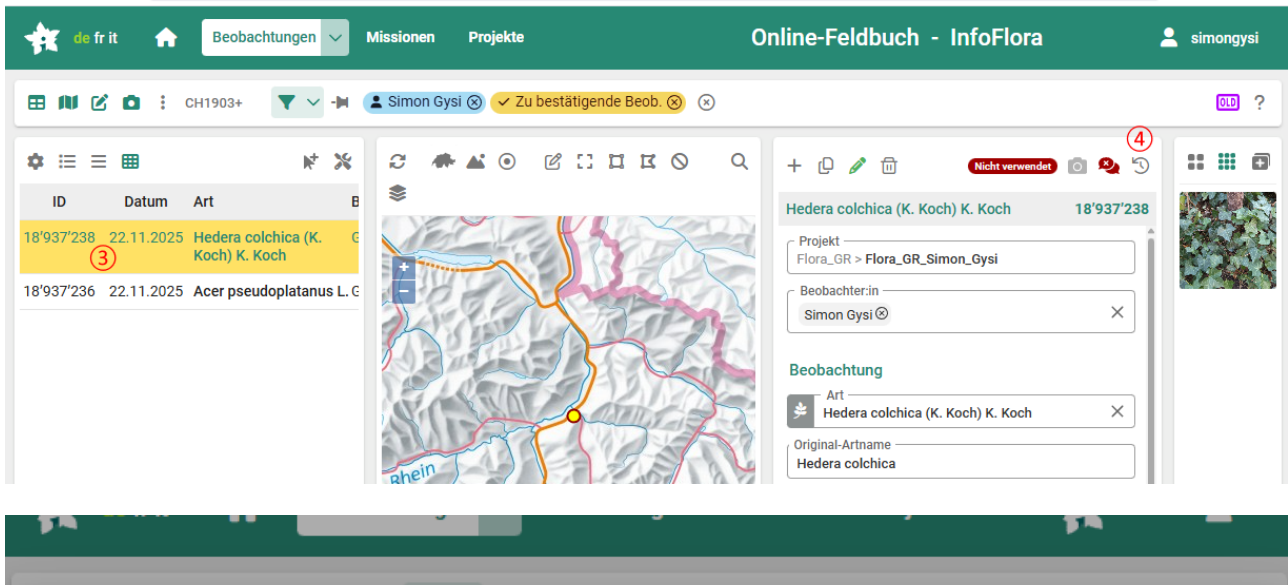 de fr it Beobachtungen Missionen Projekte Online-Feldbuch - InfoFlora simongysi
CH1903+ Simon Gysi Zu bestätigende Beob. OLD ?
④
Nicht verwendet
ID Datum Art B
18’937’238 22.11.2025 Hedera colchica (K. Koch) K. Koch G
③
18’937’236 22.11.2025 Acer pseudoplatanus L. G
+
−
Rhein
Hedera colchica (K. Koch) K. Koch 18’937’238
Projekt
Flora_GR > Flora_GR_Simon_Gysi
Beobachter:in
Simon Gysi
Beobachtung
Art
Hedera colchica (K. Koch) K. Koch
Original-Artname
Hedera colchica